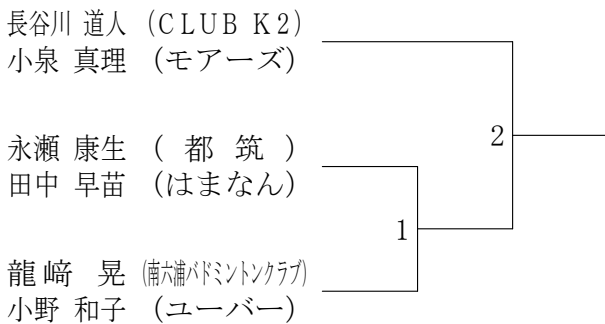 長谷川 道人 (CLUB K2)
小泉 真理 (モアーズ)
2
永瀬 康生 (都筑)
田中 早苗 (はまなん)
1
龍﨑 晃 (南六浦バドミントンクラブ)
小野 和子 (ユーバー)